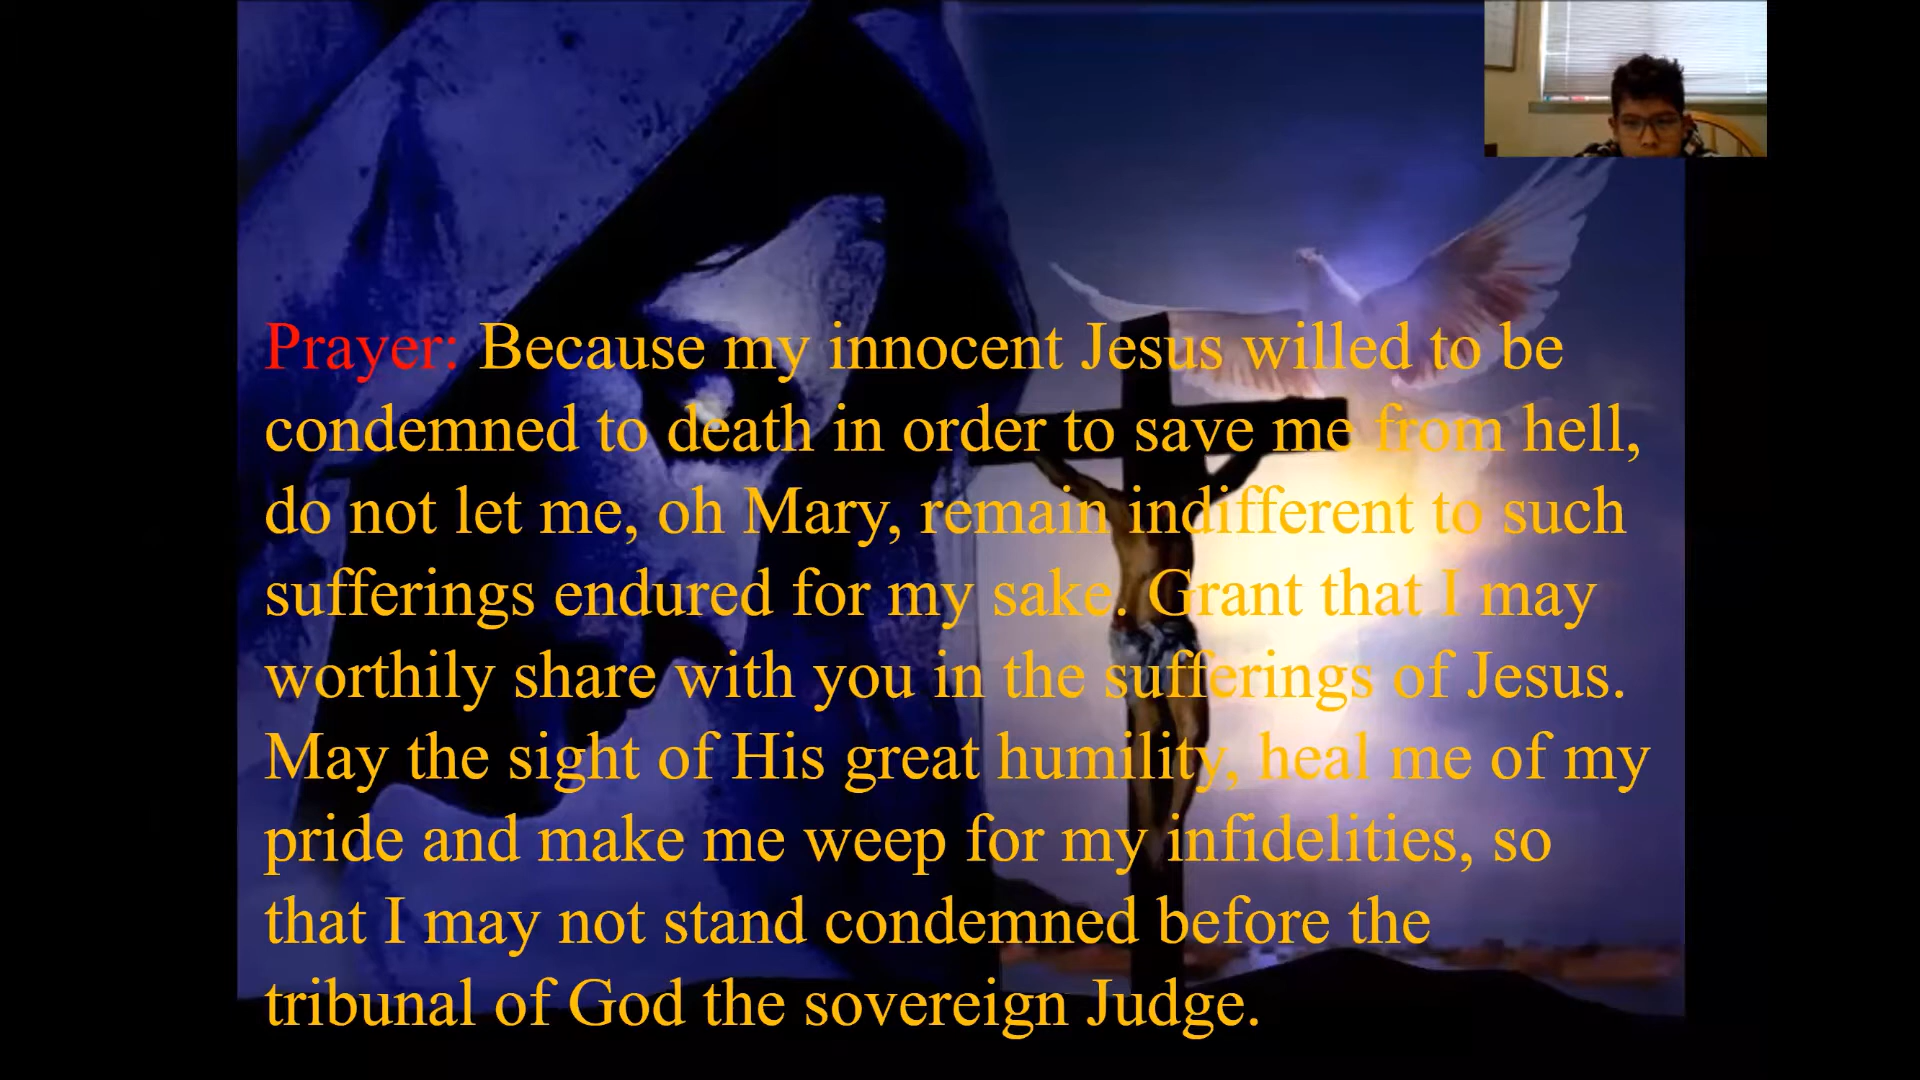 Prayer: Because my innocent Jesus willed to be
condemned to death in order to save me from hell,
do not let me, oh Mary, remain indifferent to such
sufferings endured for my sake. Grant that I may
worthily share with you in the sufferings of Jesus.
May the sight of His great humility, heal me of my
pride and make me weep for my infidelities, so
that I may not stand condemned before the
tribunal of God the sovereign Judge.